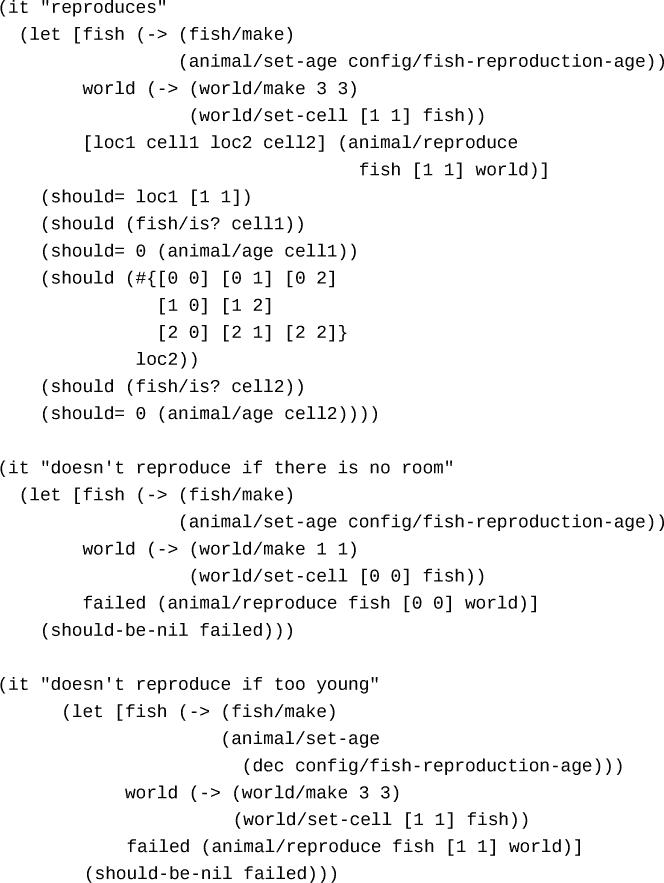 (it "reproduces"
  (let [fish (-> (fish/make)
                 (animal/set-age config/fish-reproduction-age))
        world (-> (world/make 3 3)
                  (world/set-cell [1 1] fish))
        [loc1 cell1 loc2 cell2] (animal/reproduce
                                  fish [1 1] world)]
    (should= loc1 [1 1])
    (should (fish/is? cell1))
    (should= 0 (animal/age cell1))
    (should (#{[0 0] [0 1] [0 2]
               [1 0] [1 2]
               [2 0] [2 1] [2 2]}
             loc2))
    (should (fish/is? cell2))
    (should= 0 (animal/age cell2))))

(it "doesn't reproduce if there is no room"
  (let [fish (-> (fish/make)
                 (animal/set-age config/fish-reproduction-age))
        world (-> (world/make 1 1)
                  (world/set-cell [0 0] fish))
        failed (animal/reproduce fish [0 0] world)]
    (should-be-nil failed)))

(it "doesn't reproduce if too young"
      (let [fish (-> (fish/make)
                     (animal/set-age
                       (dec config/fish-reproduction-age)))
            world (-> (world/make 3 3)
                      (world/set-cell [1 1] fish))
            failed (animal/reproduce fish [1 1] world)]
        (should-be-nil failed)))